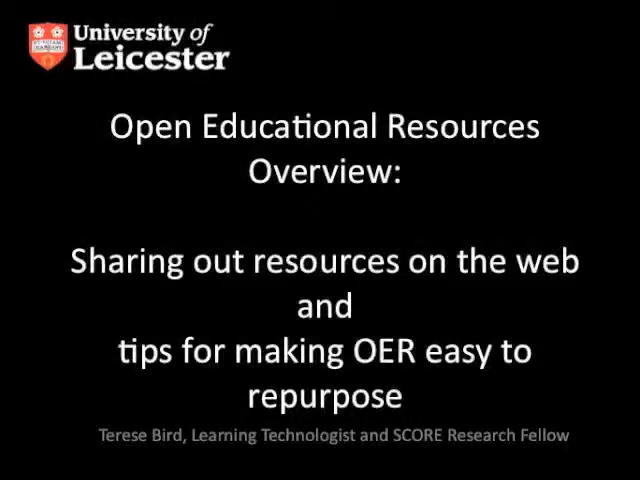 University of
Leicester
Open Educational Resources
Overview:
Sharing out resources on the web
and
tips for making OER easy to
repurpose
Terese Bird, Learning Technologist and SCORE Research Fellow